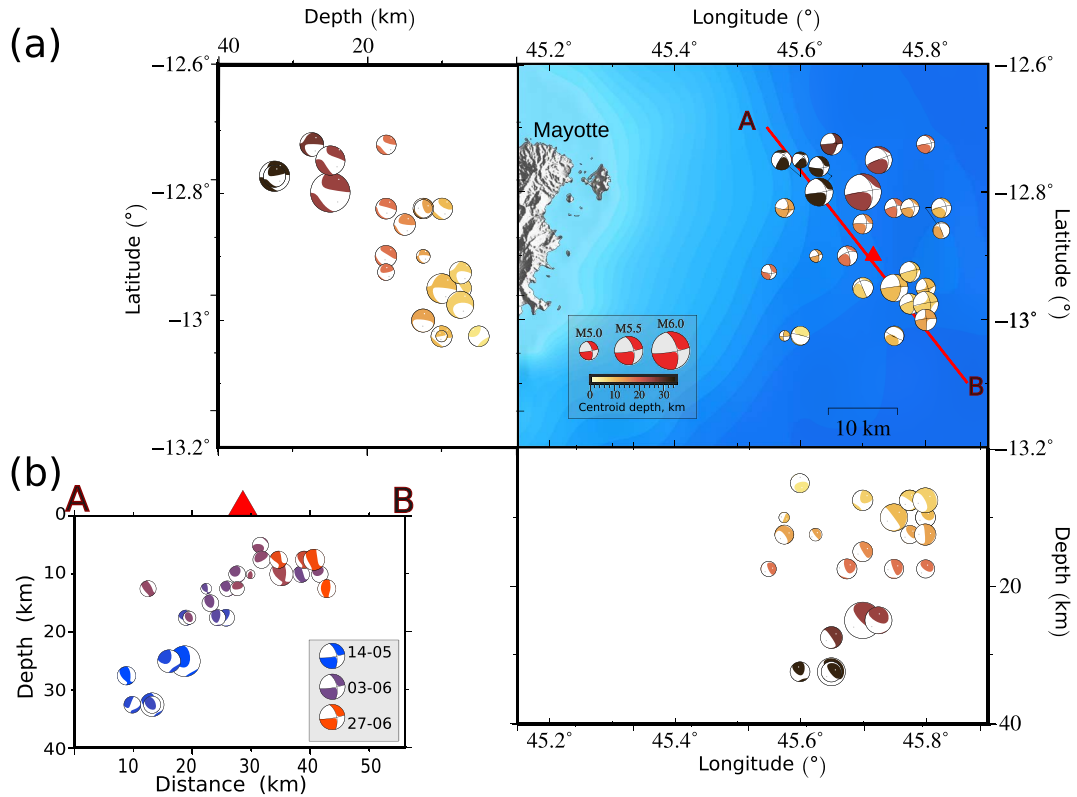 (a)
Depth (km)
40 20
Longitude (°)
45.2° 45.4° 45.6° 45.8°
−12.6° −12.6°
−12.8° −12.8°
−13° −13°
−13.2° −13.2°
Latitude (°)
Latitude (°)
Mayotte
A
B
M5.0 M5.5 M6.0
0 10 20 30
Centroid depth, km
10 km
(b)
A B
0
10
20
30
40
Depth (km)
10 20 30 40 50
Distance (km)
14-05
03-06
27-06
20
40
Depth (km)
45.2° 45.4° 45.6° 45.8°
Longitude (°)